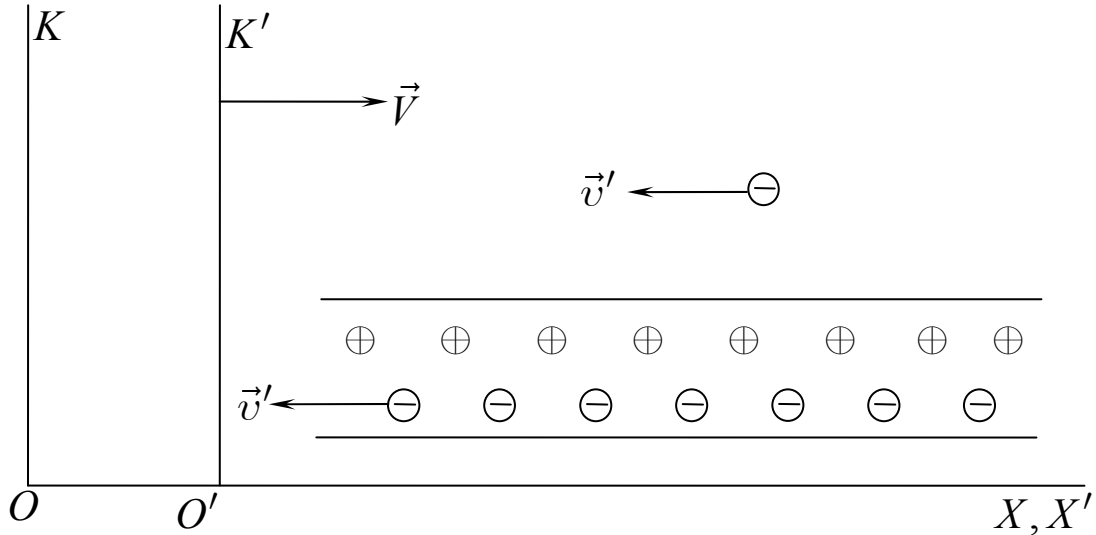 K K′
V⃗
v⃗′
v⃗′
O O′ X, X′